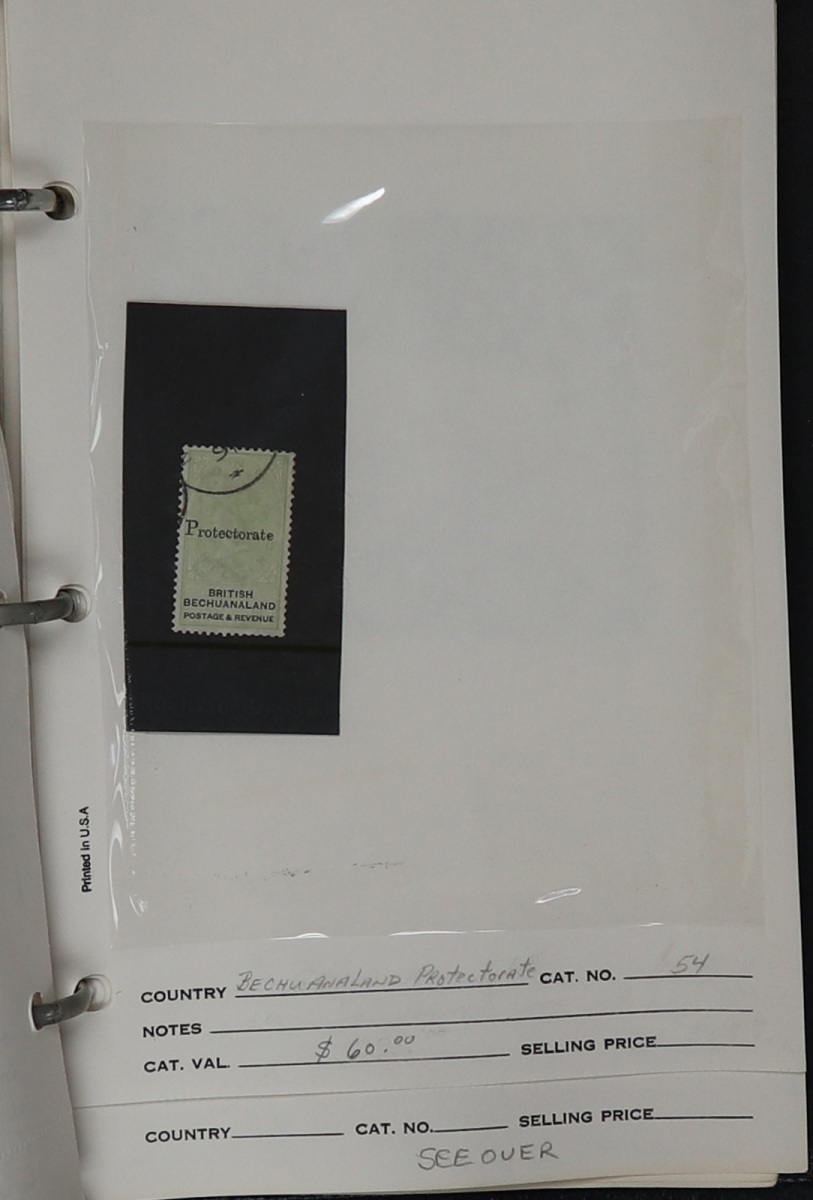 Protectorate
BRITISH
BECHUANALAND
POSTAGE & REVENUE
Printed in U.S.A
COUNTRY BECHUANALAND Protectorate CAT. NO. 54
NOTES
CAT. VAL. $ 60.00 SELLING PRICE
COUNTRY CAT. NO. SELLING PRICE
SEE OVER